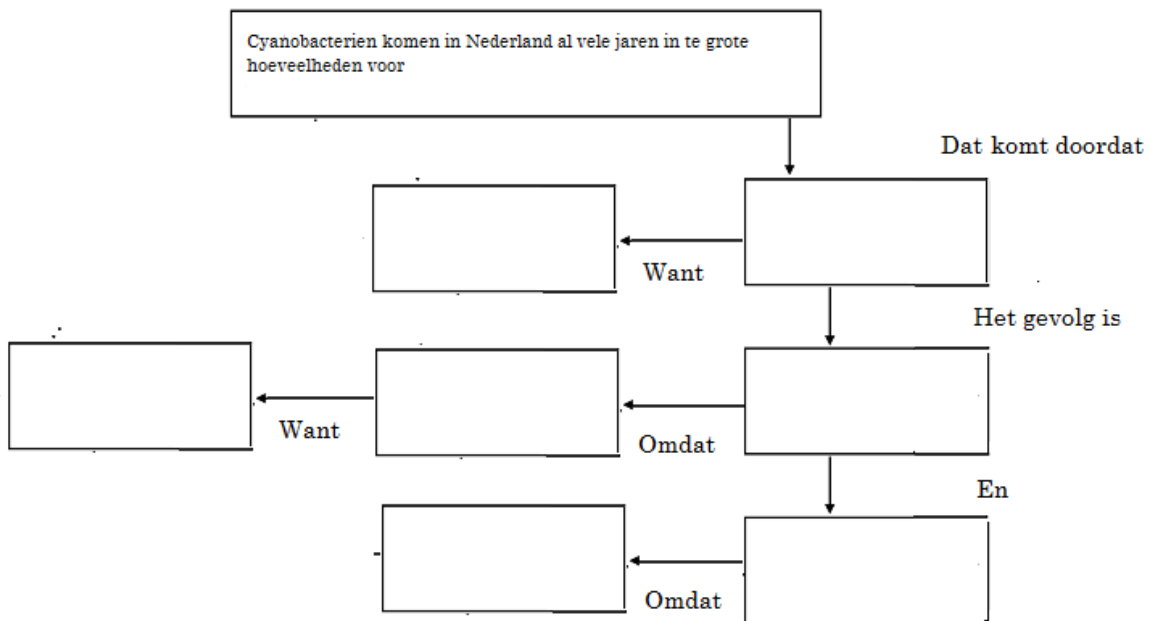 Cyanobacterien komen in Nederland al vele jaren in te grote
hoeveelheden voor
Dat komt doordat
Want
Het gevolg is
Want
Omdat
En
Omdat